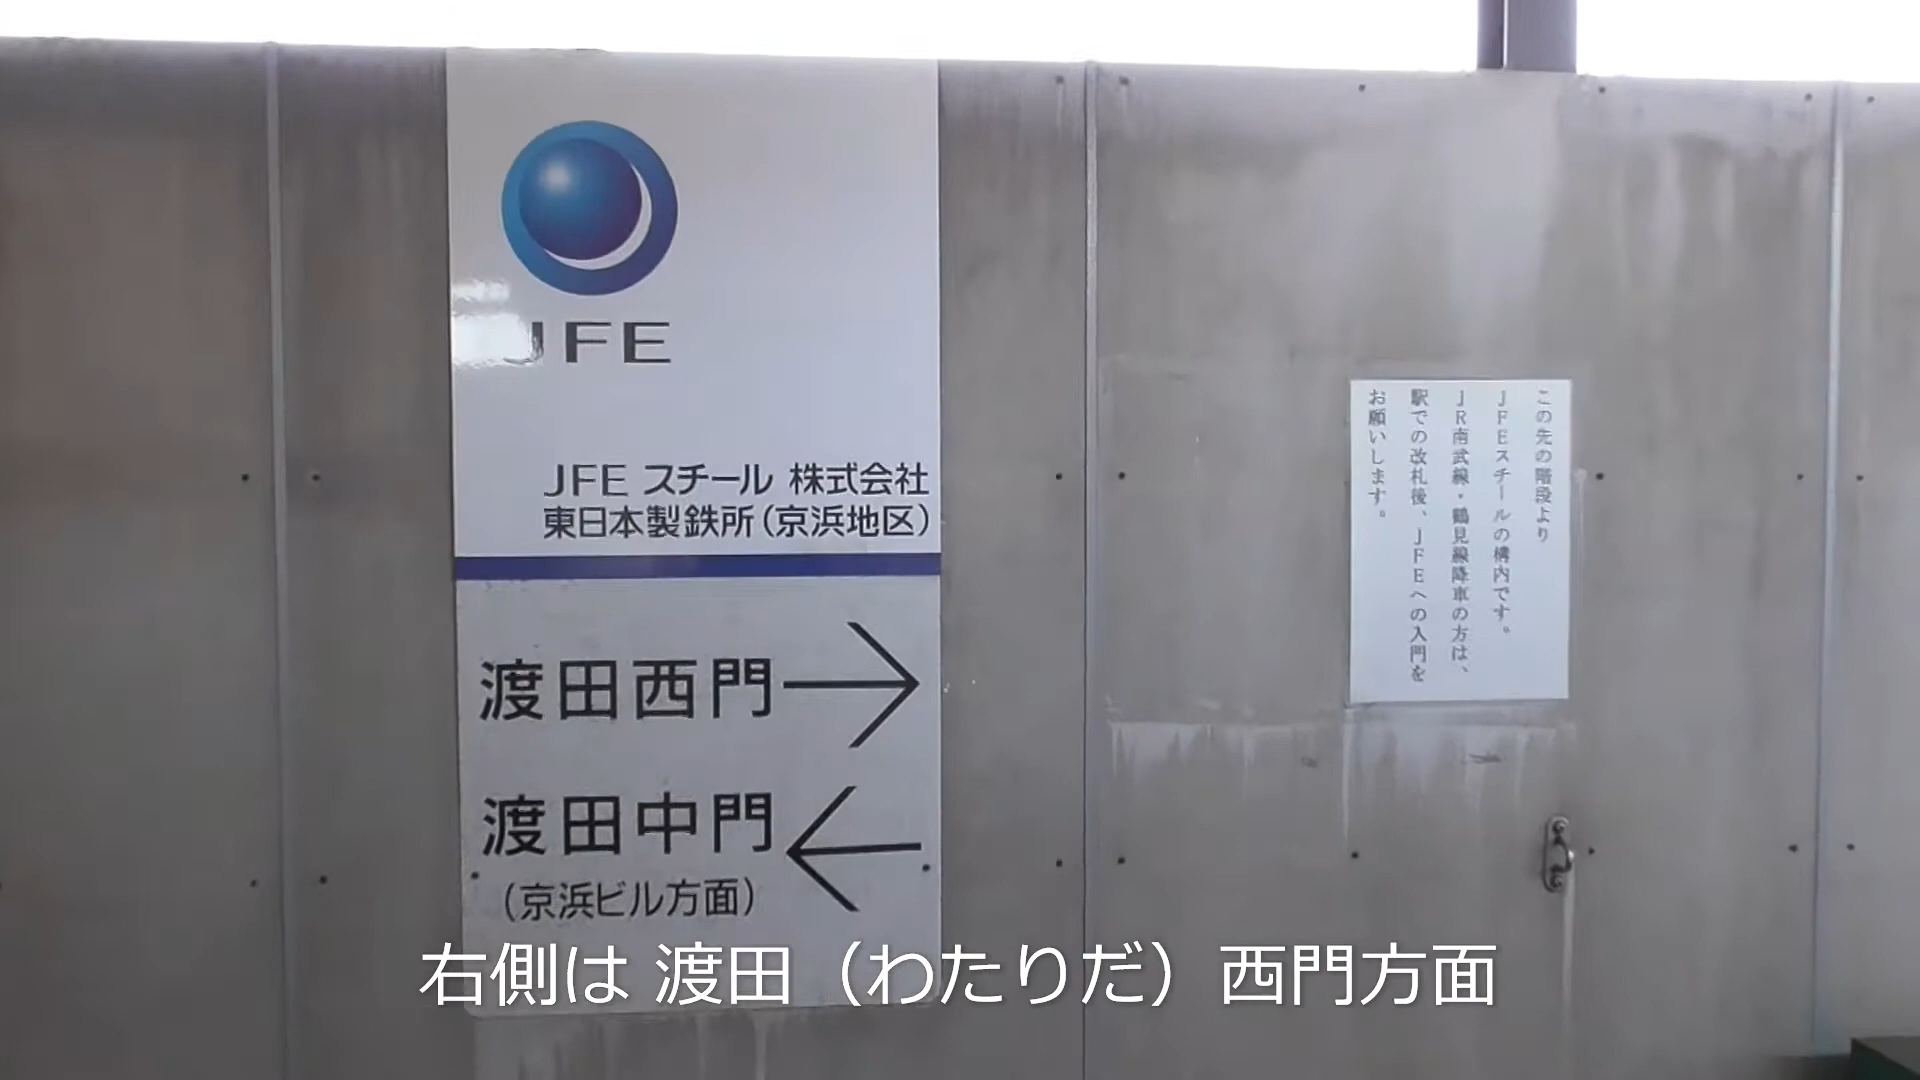 JFE
JFE スチール 株式会社
東日本製鉄所(京浜地区)
渡田西門→
渡田中門←
(京浜ビル方面)
この先の階段より
JFEスチールの構内です。
JR南武線・鶴見線降車の方は、
駅での改札後、JFEへの入門を
お願いします。
右側は 渡田（わたりだ）西門方面